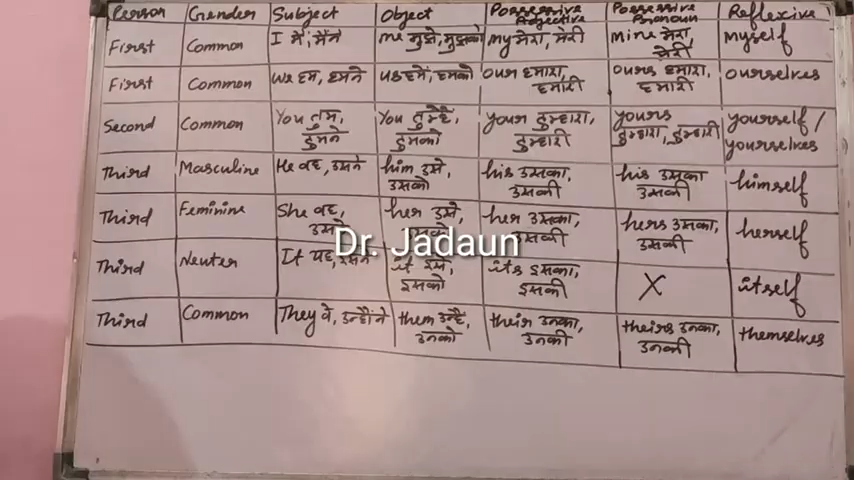 Person Gender Subject Object Possessive Adjective Possessive Pronoun Reflexive
First Common I मैं, मैंने me मुझे, मुझको my मेरा, मेरी mine मेरा, मेरी myself
First Common We हम, हमने us हमें, हमको our हमारा, हमारी ours हमारा, हमारी ourselves
Second Common You तुम, तुमने You तुम्हें, तुमको your तुम्हारा, तुम्हारी yours तुम्हारा, तुम्हारी yourself / yourselves
Third Masculine He वह, उसने him उसे, उसको his उसका, उसकी his उसका, उसकी himself
Third Feminine She वह, उसने her उसे, उसको her उसका, उसकी hers उसका, उसकी herself
Dr. Jadaun
Third Neuter It यह, इसने it इसे, इसको its इसका, इसकी X itself
Third Common They वे, उन्होंने them उन्हें, उनको their उनका, उनकी theirs उनका, उनकी themselves